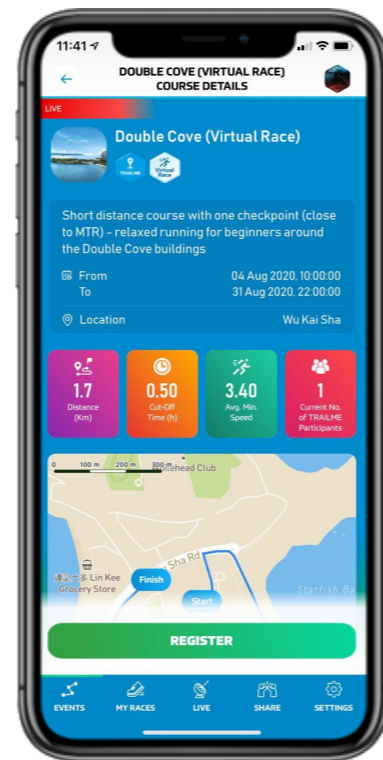 11:41
DOUBLE COVE (VIRTUAL RACE)
COURSE DETAILS
LIVE
Double Cove (Virtual Race)
TRAILME
Virtual
Race
Short distance course with one checkpoint (close
to MTR) - relaxed running for beginners around
the Double Cove buildings
From 04 Aug 2020, 10:00:00
To 31 Aug 2020, 22:00:00
Location Wu Kai Sha
1.7
Distance
(Km)
0.50
Cut-Off
Time (h)
3.40
Avg. Min.
Speed
1
Current No.
of TRAILME
Participants
0 100 m 200 m 300 m
Whitehead Club
Sha Rd
Lin Kee
Grocery Store
Finish
Start
Starfish Ba
REGISTER
EVENTS MY RACES LIVE SHARE SETTINGS